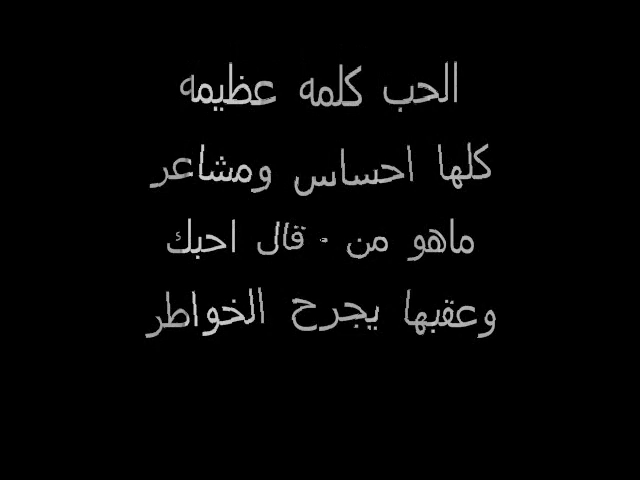 الحب كلمه عظيمه
كلها احساس ومشاعر
ماهو من . قال احبك
وعقبها يجرح الخواطر